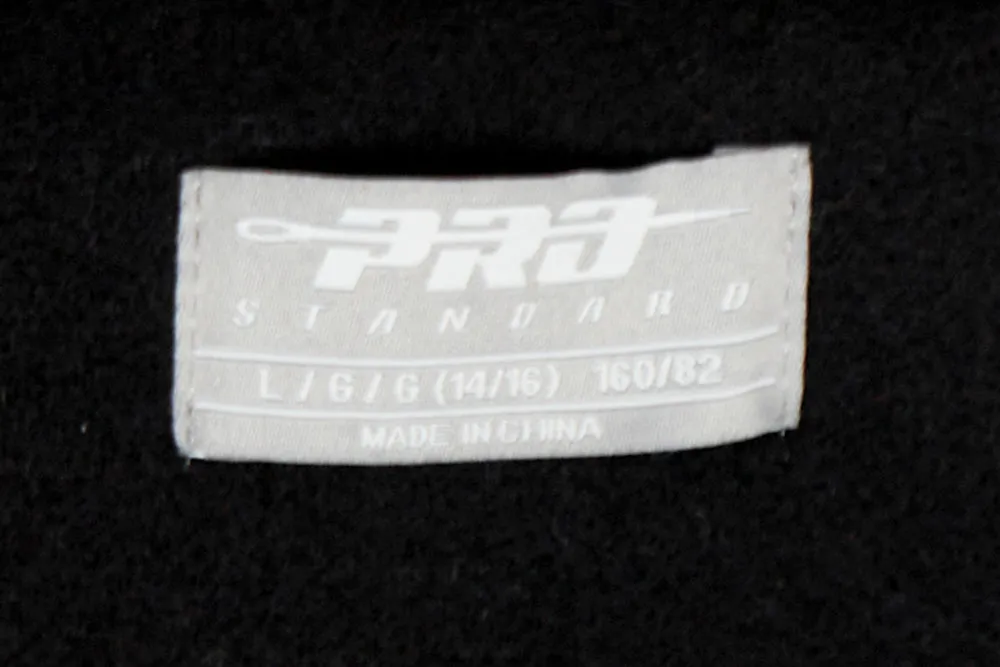 PRO
STANDARD
L / G / G (14/16) 160/82
MADE IN CHINA